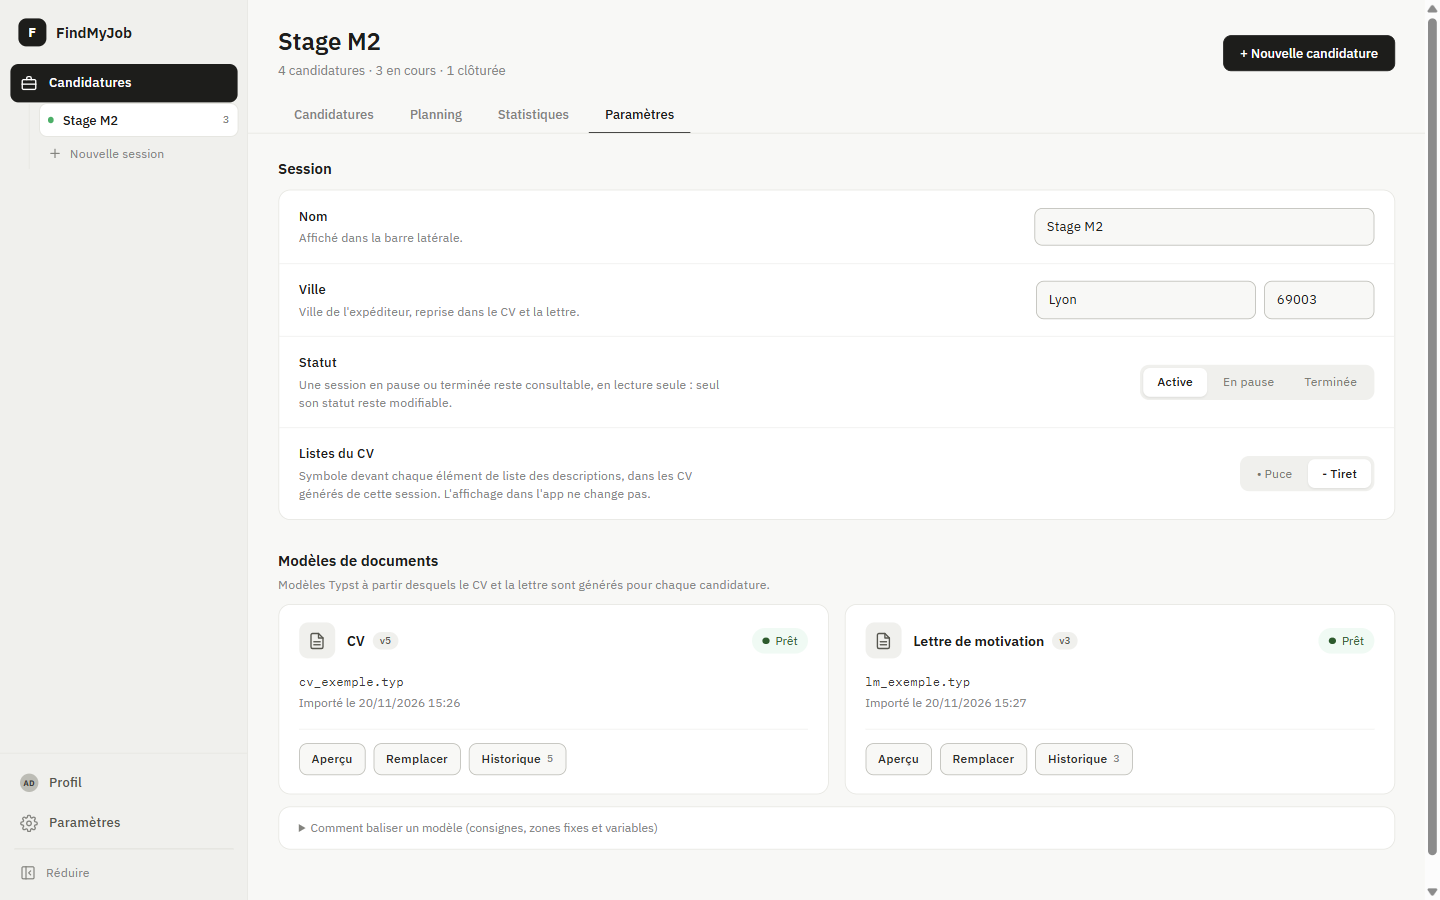 F FindMyJob
Candidatures
Stage M2 3
+ Nouvelle session
Profil
AD
Paramètres
Réduire
Stage M2
4 candidatures · 3 en cours · 1 clôturée
+ Nouvelle candidature
Candidatures Planning Statistiques Paramètres
Session
Nom
Affiché dans la barre latérale.
Stage M2
Ville
Ville de l'expéditeur, reprise dans le CV et la lettre.
Lyon 69003
Statut
Une session en pause ou terminée reste consultable, en lecture seule : seul
son statut reste modifiable.
Active En pause Terminée
Listes du CV
Symbole devant chaque élément de liste des descriptions, dans les CV
générés de cette session. L'affichage dans l'app ne change pas.
• Puce - Tiret
Modèles de documents
Modèles Typst à partir desquels le CV et la lettre sont générés pour chaque candidature.
CV v5 Prêt
cv_exemple.typ
Importé le 20/11/2026 15:26
Aperçu Remplacer Historique 5
Lettre de motivation v3 Prêt
lm_exemple.typ
Importé le 20/11/2026 15:27
Aperçu Remplacer Historique 3
Comment baliser un modèle (consignes, zones fixes et variables)